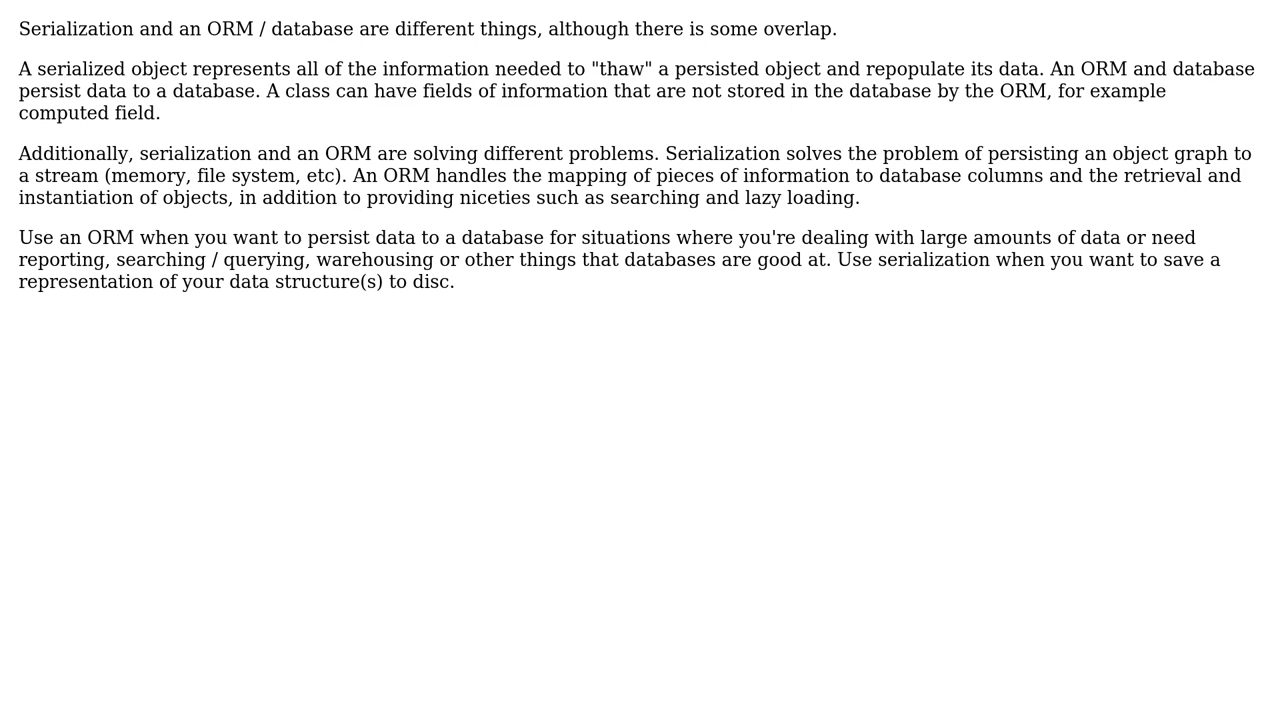 Serialization and an ORM / database are different things, although there is some overlap.
A serialized object represents all of the information needed to "thaw" a persisted object and repopulate its data. An ORM and database
persist data to a database. A class can have fields of information that are not stored in the database by the ORM, for example
computed field.
Additionally, serialization and an ORM are solving different problems. Serialization solves the problem of persisting an object graph to
a stream (memory, file system, etc). An ORM handles the mapping of pieces of information to database columns and the retrieval and
instantiation of objects, in addition to providing niceties such as searching and lazy loading.
Use an ORM when you want to persist data to a database for situations where you're dealing with large amounts of data or need
reporting, searching / querying, warehousing or other things that databases are good at. Use serialization when you want to save a
representation of your data structure(s) to disc.